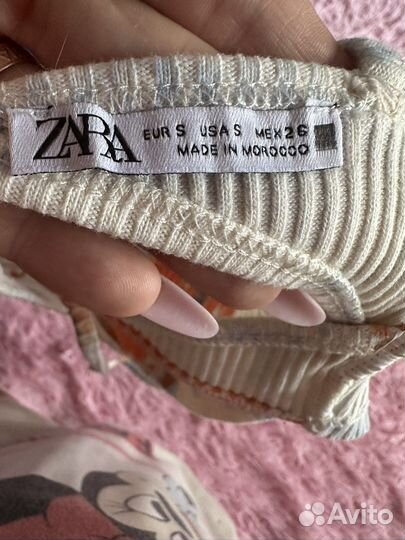 ZARA
EUR S USA S MEX 26
MADE IN MOROCCO
Avito